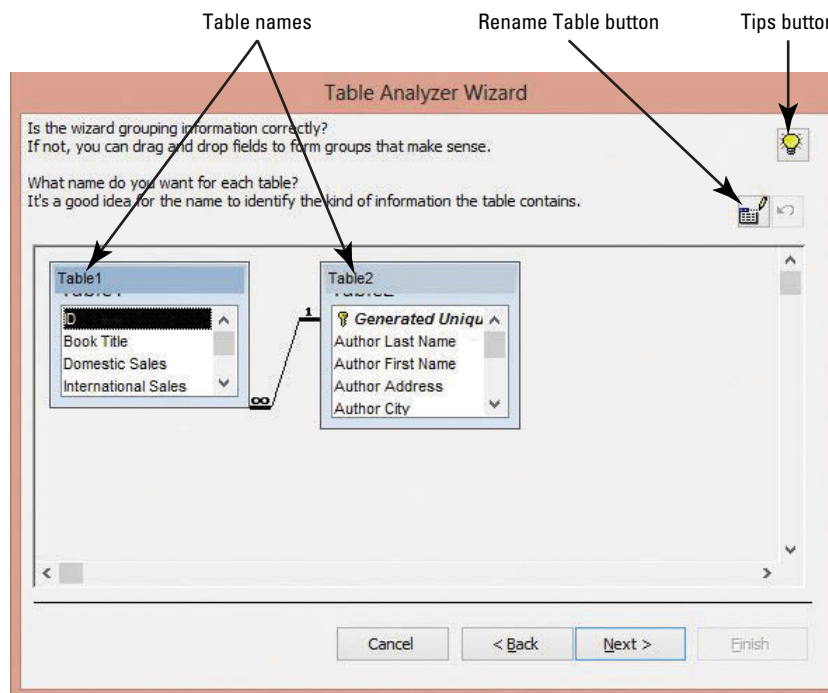 Table names
Rename Table button
Tips button
Table Analyzer Wizard
Is the wizard grouping information correctly?
If not, you can drag and drop fields to form groups that make sense.
What name do you want for each table?
It's a good idea for the name to identify the kind of information the table contains.
Table1
ID
Book Title
Domestic Sales
International Sales
1
∞
Table2
Generated Uniqu
Author Last Name
Author First Name
Author Address
Author City
Cancel
< Back
Next >
Finish